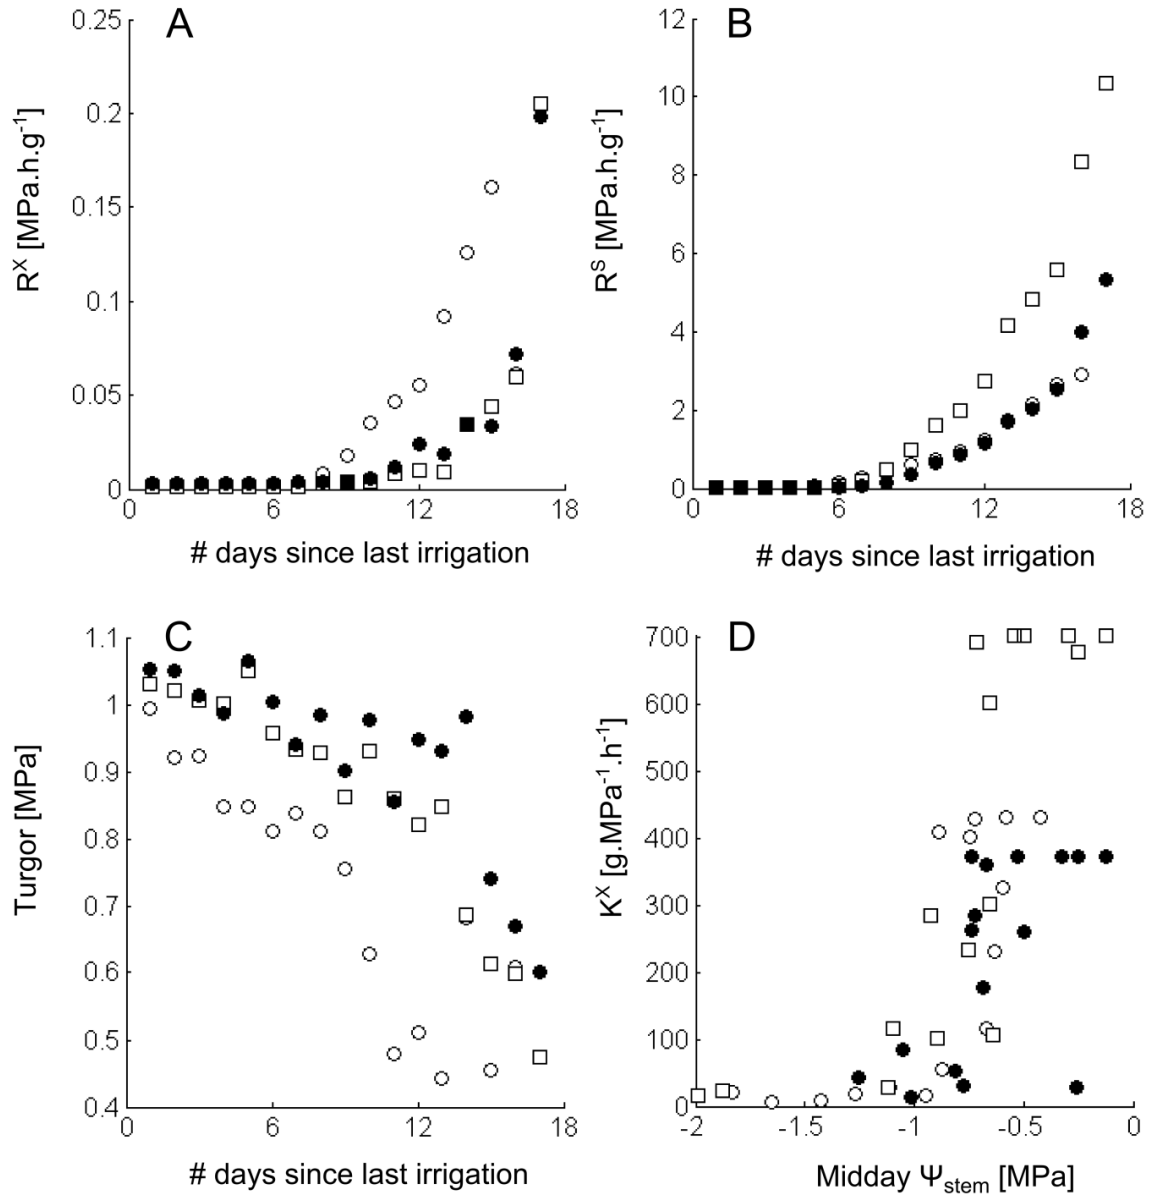 A
0.25
0.2
0.15
0.1
0.05
0
R^X [MPa.h.g^-1]
0 6 12 18
# days since last irrigation
B
12
10
8
6
4
2
0
R^S [MPa.h.g^-1]
0 6 12 18
# days since last irrigation
C
1.1
1
0.9
0.8
0.7
0.6
0.5
0.4
Turgor [MPa]
0 6 12 18
# days since last irrigation
D
700
600
500
400
300
200
100
0
K^X [g.MPa^-1.h^-1]
-2 -1.5 -1 -0.5 0
Midday Ψ_stem [MPa]